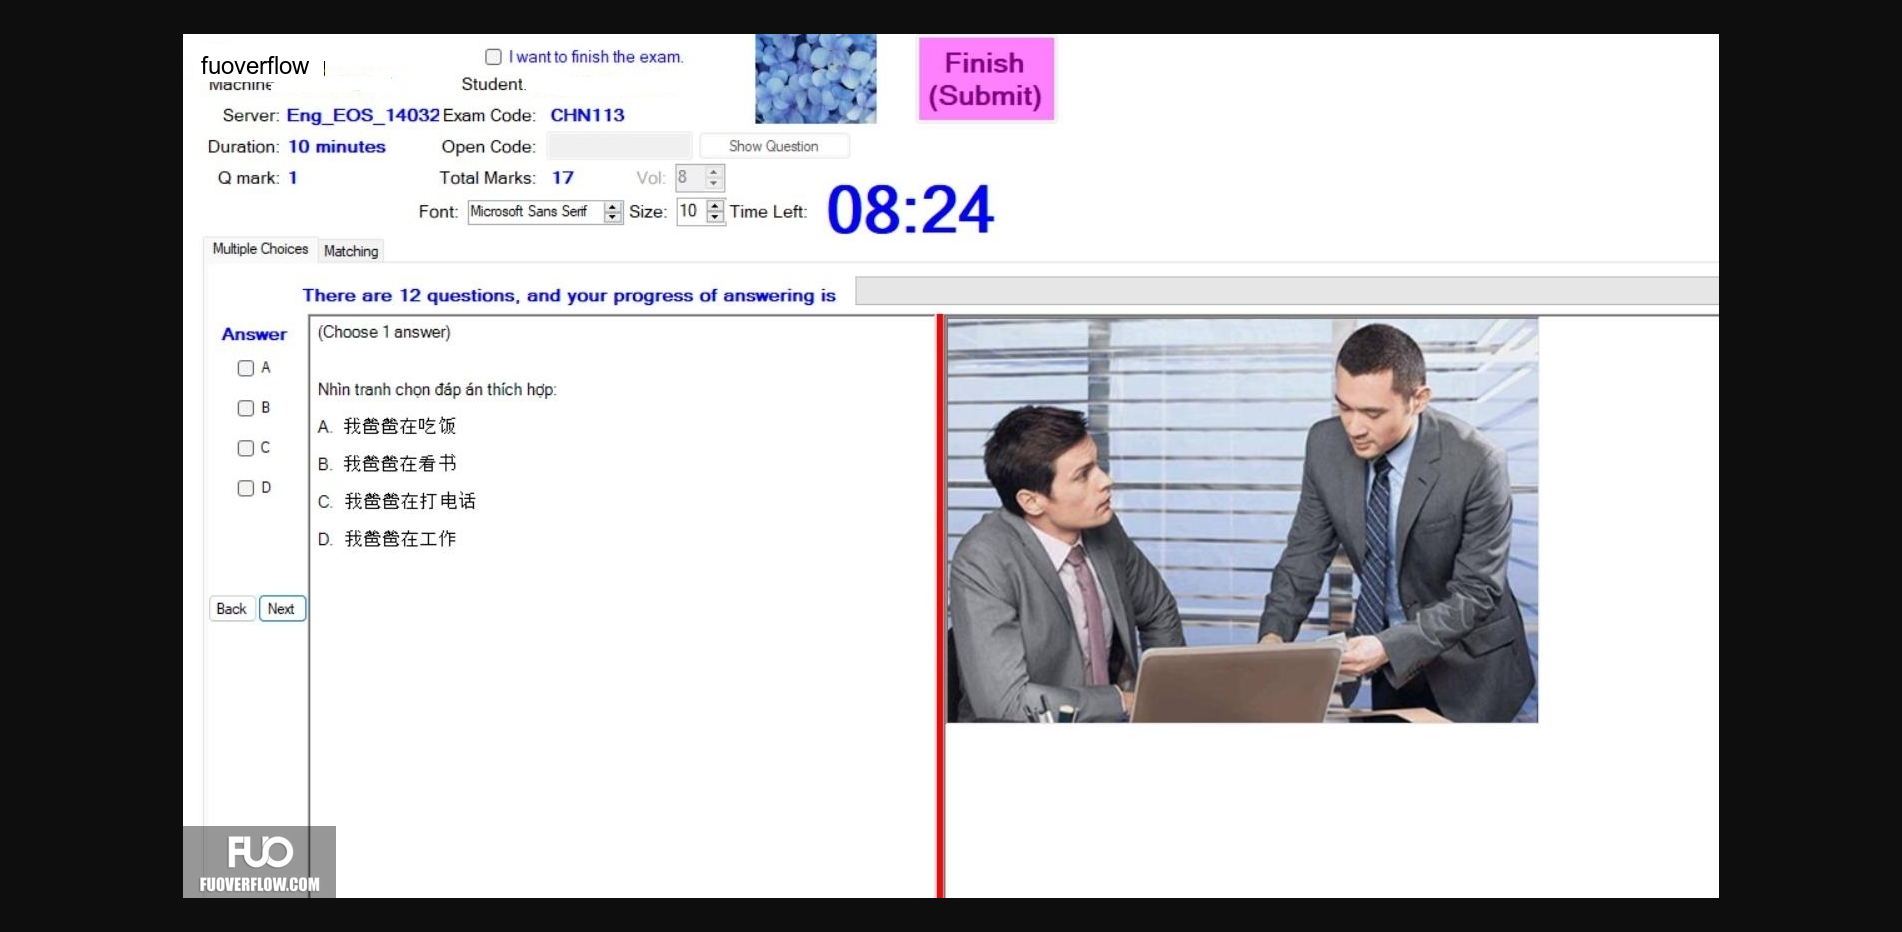 fuoverflow
I want to finish the exam.
Finish
(Submit)
Machine
Student.
Server: Eng_EOS_14032 Exam Code: CHN113
Duration: 10 minutes Open Code: Show Question
Q mark: 1 Total Marks: 17 Vol: 8
Font: Microsoft Sans Serif Size: 10 Time Left: 08:24
Multiple Choices Matching
There are 12 questions, and your progress of answering is
Answer
A
B
C
D
Back Next
(Choose 1 answer)
Nhìn tranh chọn đáp án thích hợp:
A. 我爸爸在吃饭
B. 我爸爸在看书
C. 我爸爸在打电话
D. 我爸爸在工作
FUO
FUOVERFLOW.COM